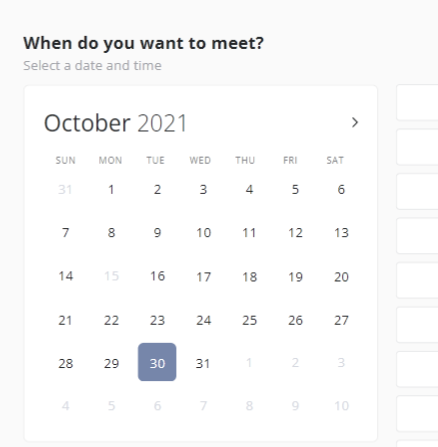 When do you want to meet?
Select a date and time
October 2021
SUN MON TUE WED THU FRI SAT
31 1 2 3 4 5 6
7 8 9 10 11 12 13
14 15 16 17 18 19 20
21 22 23 24 25 26 27
28 29 30 31 1 2 3
4 5 6 7 8 9 10